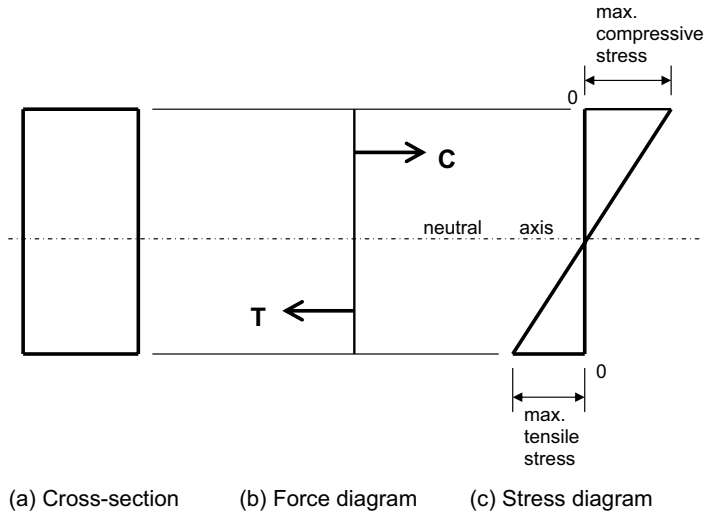 max.
compressive
stress
0
C
neutral axis
T
0
max.
tensile
stress
(a) Cross-section (b) Force diagram (c) Stress diagram